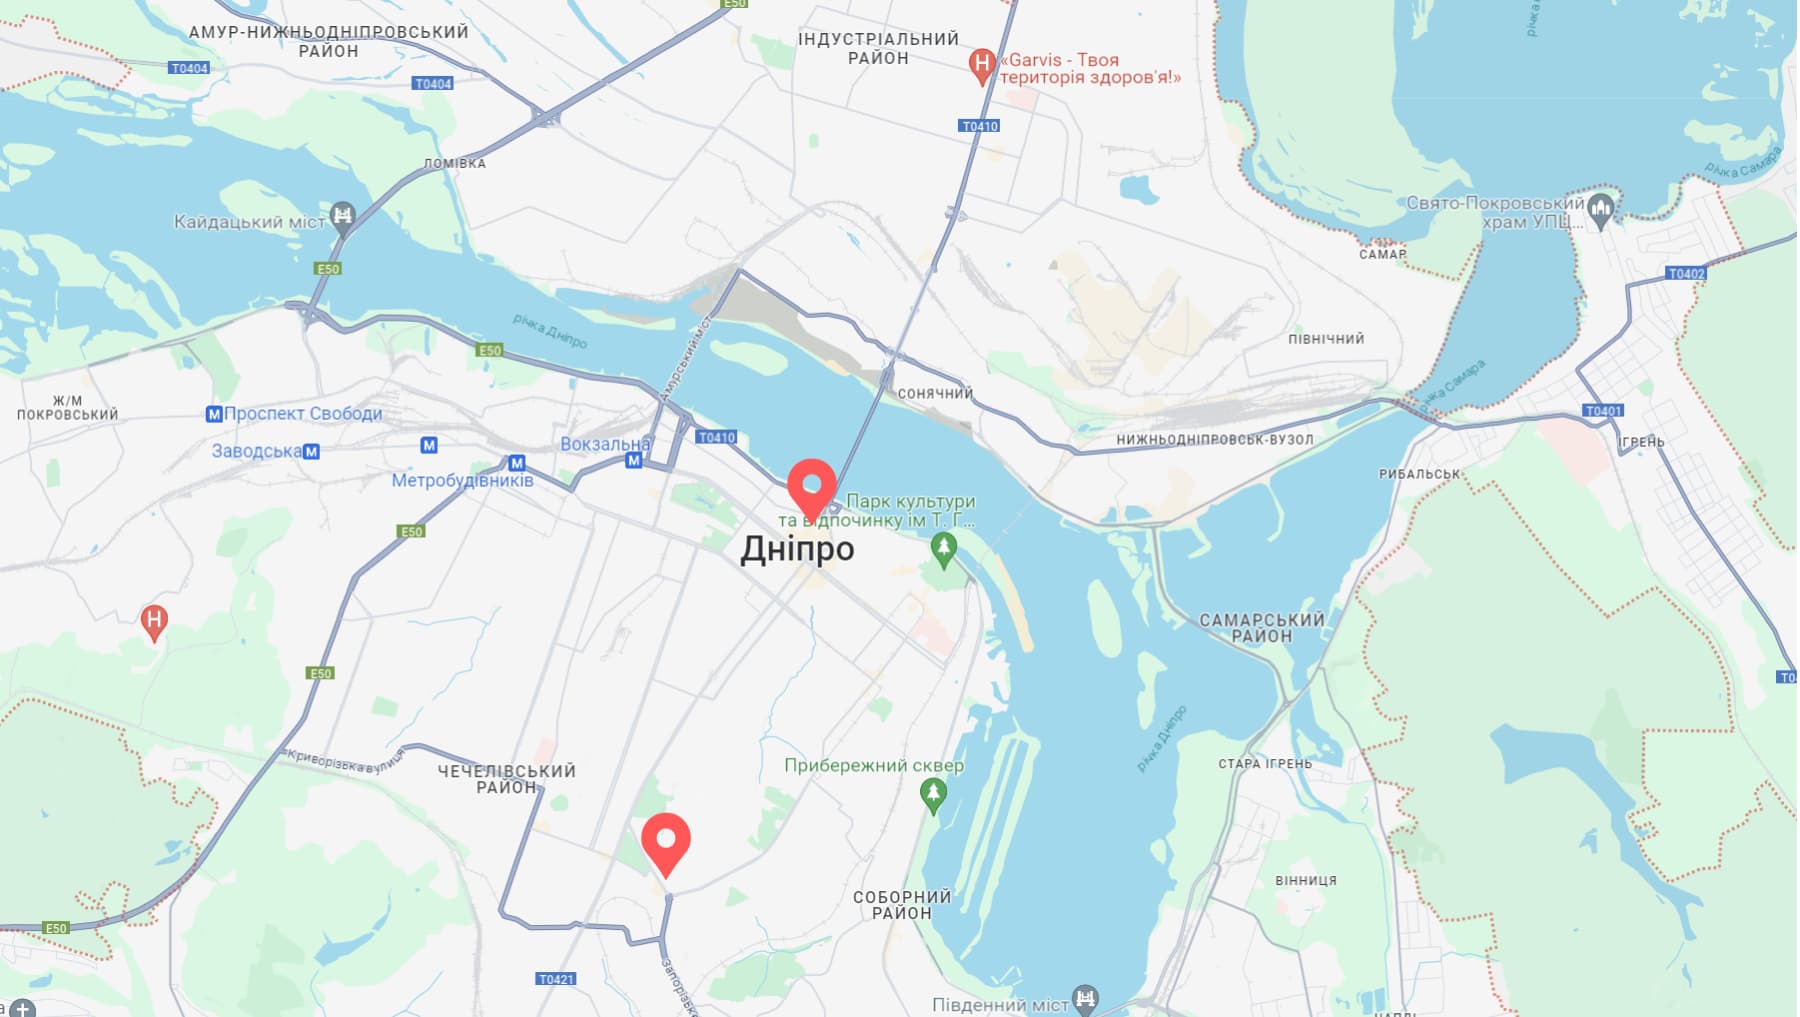 E50
АМУР-НИЖНЬОДНІПРОВСЬКИЙ
РАЙОН
ІНДУСТРІАЛЬНИЙ
РАЙОН
«Garvis - Твоя
територія здоров'я!»
T0404
T0404
T0410
річка Дніпро
ЛОМІВКА
річка Самара
Кайдацький міст
Свято-Покровський
храм УПЦ...
САМАР
E50
T0402
річка Дніпро
E50
Амурський міст
ПІВНІЧНИЙ
річка Самара
СОНЯЧНИЙ
Ж/М
ПОКРОВСЬКИЙ
Проспект Свободи
T0401
T0410
НИЖНЬОДНІПРОВСЬК-ВУЗОЛ
ІГРЕНЬ
Заводська
Вокзальна
Метробудівників
РИБАЛЬСЬК
Парк культури
та відпочинку ім Т. Г...
E50
Дніпро
H
САМАРСЬКИЙ
РАЙОН
E50
T04
річка Дніпро
Криворізька вулиця
ЧЕЧЕЛІВСЬКИЙ
РАЙОН
Прибережний сквер
СТАРА ІГРЕНЬ
ВІННИЦЯ
СОБОРНИЙ
РАЙОН
E50
T0421
Запорізьке
Південний міст